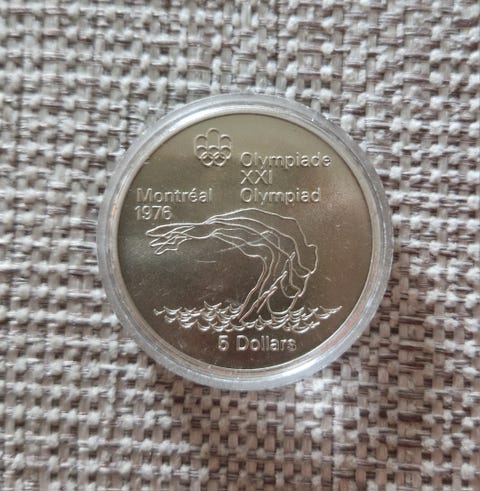 Olympiade
XXI
Montréal Olympiad
1976
5 Dollars